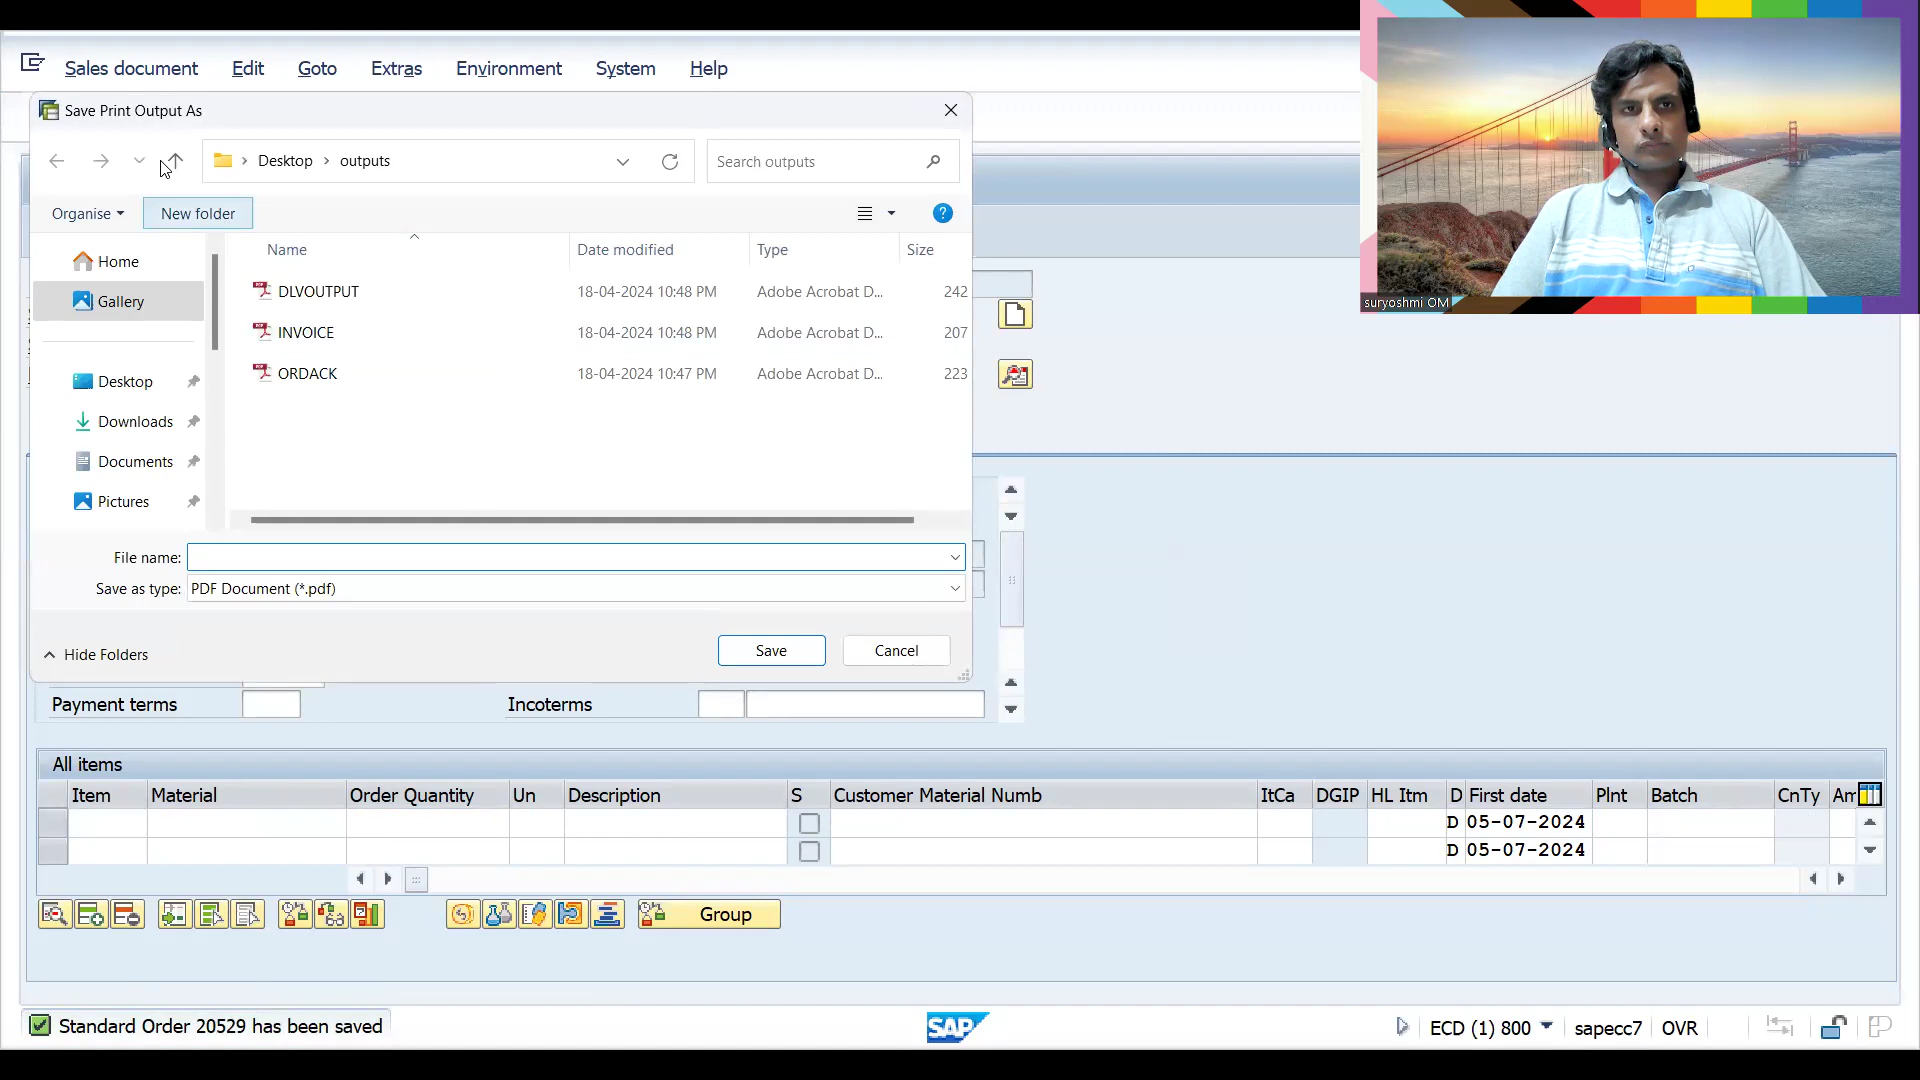 Sales document Edit Goto Extras Environment System Help
Save Print Output As
Desktop outputs
Search outputs
Organise New folder
?
Name Date modified Type Size
Home
Gallery
DLVOUTPUT 18-04-2024 10:48 PM Adobe Acrobat D... 242
INVOICE 18-04-2024 10:48 PM Adobe Acrobat D... 207
ORDACK 18-04-2024 10:47 PM Adobe Acrobat D... 223
Desktop
Downloads
Documents
Pictures
File name:
Save as type: PDF Document (*.pdf)
Hide Folders
Save Cancel
suryoshmi OM
Payment terms Incoterms
All items
Item Material Order Quantity Un Description S Customer Material Numb ItCa DGIP HL Itm D First date Plnt Batch CnTy Am
D 05-07-2024
D 05-07-2024
Group
Standard Order 20529 has been saved
SAP
ECD (1) 800 sapecc7 OVR